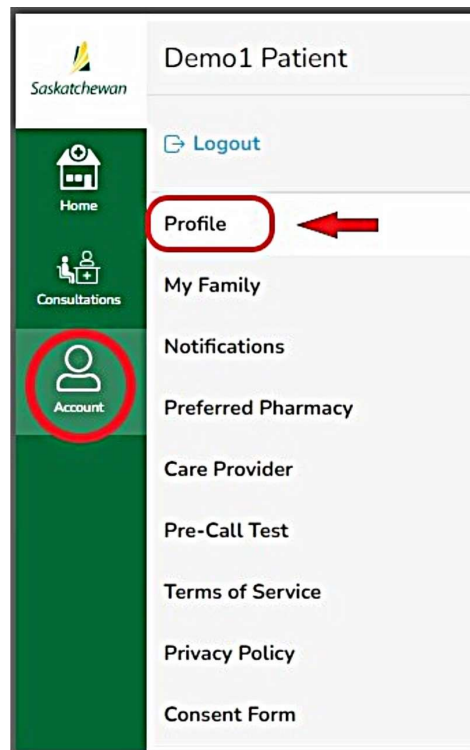 Saskatchewan
Home
Consultations
Account
Demo1 Patient
Logout
Profile
My Family
Notifications
Preferred Pharmacy
Care Provider
Pre-Call Test
Terms of Service
Privacy Policy
Consent Form